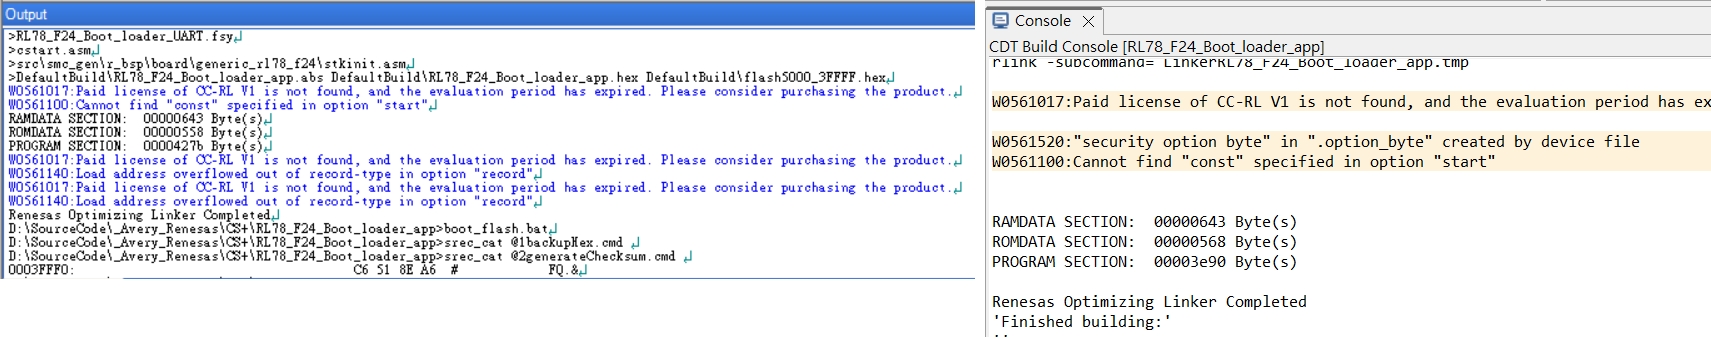 Output
>RL78_F24_Boot_loader_UART.fsy↲
>cstart.asm↲
>src\smc_gen\r_bsp\board\generic_rl78_f24\stkinit.asm↲
>DefaultBuild\RL78_F24_Boot_loader_app.abs DefaultBuild\RL78_F24_Boot_loader_app.hex DefaultBuild\flash5000_3FFFF.hex↲
W0561017:Paid license of CC-RL V1 is not found, and the evaluation period has expired. Please consider purchasing the product.↲
W0561100:Cannot find "const" specified in option "start"↲
RAMDATA SECTION:  00000643 Byte(s)↲
ROMDATA SECTION:  00000558 Byte(s)↲
PROGRAM SECTION:  0000427b Byte(s)↲
W0561017:Paid license of CC-RL V1 is not found, and the evaluation period has expired. Please consider purchasing the product.↲
W0561140:Load address overflowed out of record-type in option "record"↲
W0561017:Paid license of CC-RL V1 is not found, and the evaluation period has expired. Please consider purchasing the product.↲
W0561140:Load address overflowed out of record-type in option "record"↲
Renesas Optimizing Linker Completed↲
D:\SourceCode\_Avery_Renesas\CS+\RL78_F24_Boot_loader_app>boot_flash.bat↲
D:\SourceCode\_Avery_Renesas\CS+\RL78_F24_Boot_loader_app>srec_cat @1backupHex.cmd ↲
D:\SourceCode\_Avery_Renesas\CS+\RL78_F24_Boot_loader_app>srec_cat @2generateChecksum.cmd ↲
0003FFF0: C6 51 8E A6 # FQ.&↲
Console
CDT Build Console [RL78_F24_Boot_loader_app]
rlink -subcommand= LinkerRL78_F24_Boot_loader_app.tmp
W0561017:Paid license of CC-RL V1 is not found, and the evaluation period has ex
W0561520:"security option byte" in ".option_byte" created by device file
W0561100:Cannot find "const" specified in option "start"
RAMDATA SECTION:  00000643 Byte(s)
ROMDATA SECTION:  00000568 Byte(s)
PROGRAM SECTION:  00003e90 Byte(s)
Renesas Optimizing Linker Completed
'Finished building:'